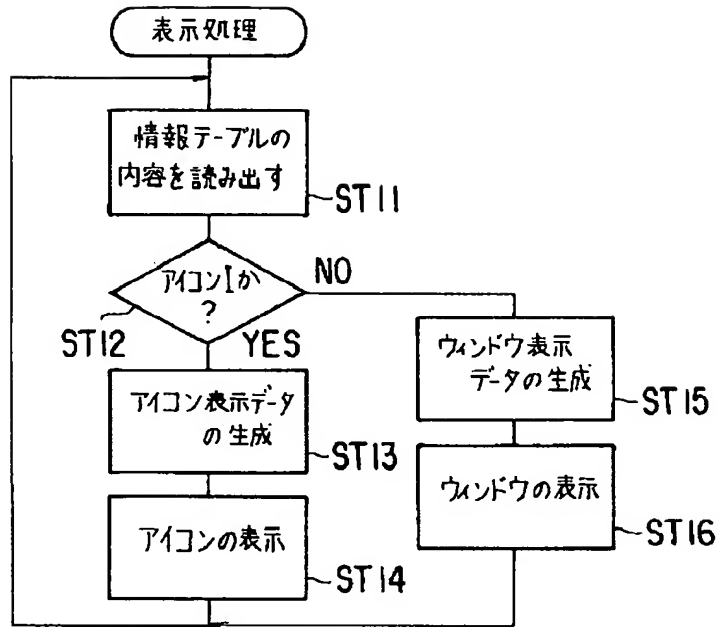 表示処理
情報テーブルの
内容を読み出す
ST11
アイコンIか
?
NO
ST12
YES
アイコン表示データ
の生成
ST13
アイコンの表示
ST14
ウィンドウ表示
データの生成
ST15
ウィンドウの表示
ST16